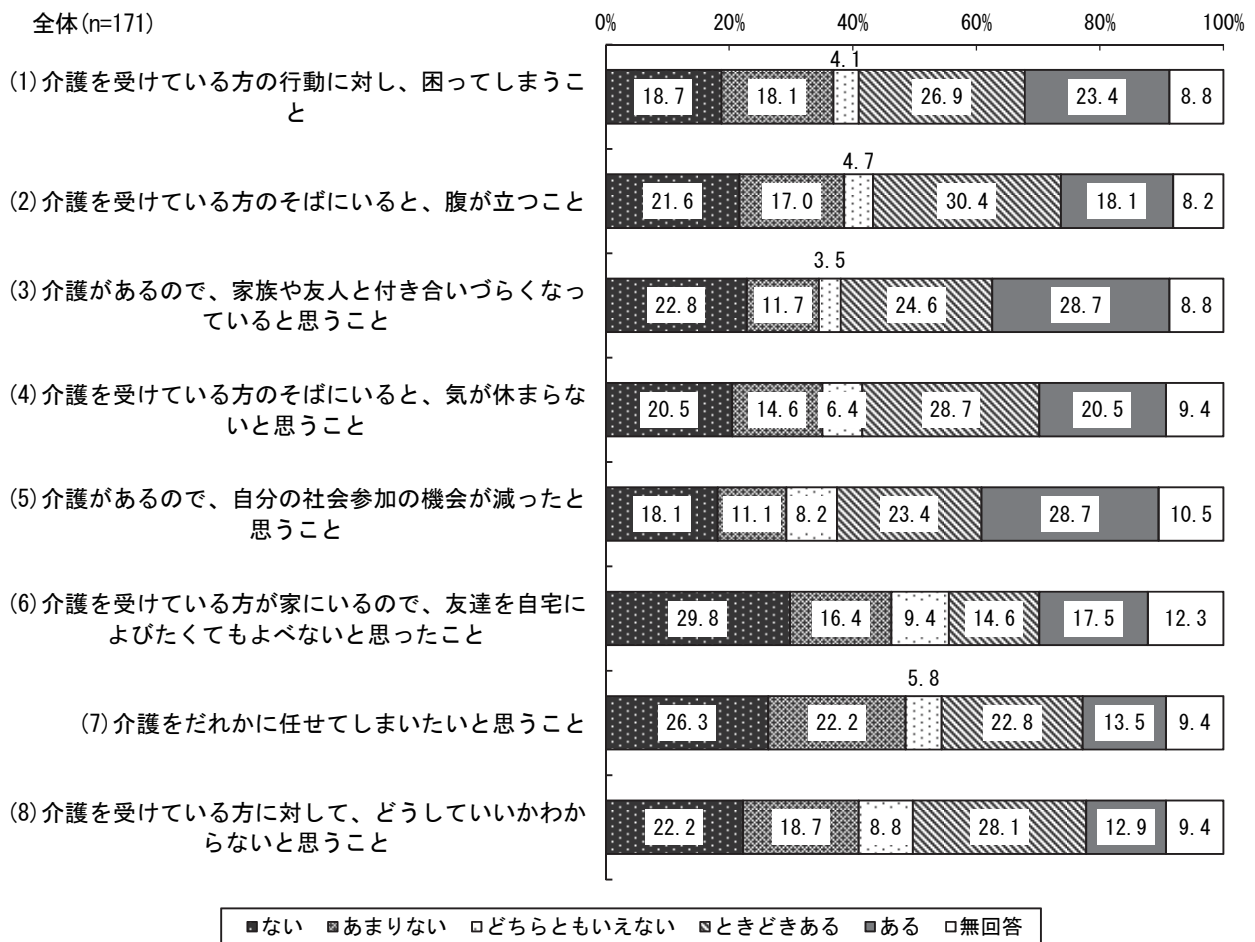 全体(n=171)
0% 20% 40% 60% 80% 100%
(1)介護を受けている方の行動に対し、困ってしまうこ
と
4.1
18.7 18.1 26.9 23.4 8.8
(2)介護を受けている方のそばにいると、腹が立つこと
4.7
21.6 17.0 30.4 18.1 8.2
(3)介護があるので、家族や友人と付き合いづらくなっ
ていると思うこと
3.5
22.8 11.7 24.6 28.7 8.8
(4)介護を受けている方のそばにいると、気が休まらな
いと思うこと
20.5 14.6 6.4 28.7 20.5 9.4
(5)介護があるので、自分の社会参加の機会が減ったと
思うこと
18.1 11.1 8.2 23.4 28.7 10.5
(6)介護を受けている方が家にいるので、友達を自宅に
よびたくてもよべないと思ったこと
29.8 16.4 9.4 14.6 17.5 12.3
(7)介護をだれかに任せてしまいたいと思うこと
5.8
26.3 22.2 22.8 13.5 9.4
(8)介護を受けている方に対して、どうしていいかわか
らないと思うこと
22.2 18.7 8.8 28.1 12.9 9.4
ない あまりない どちらともいえない ときどきある ある 無回答